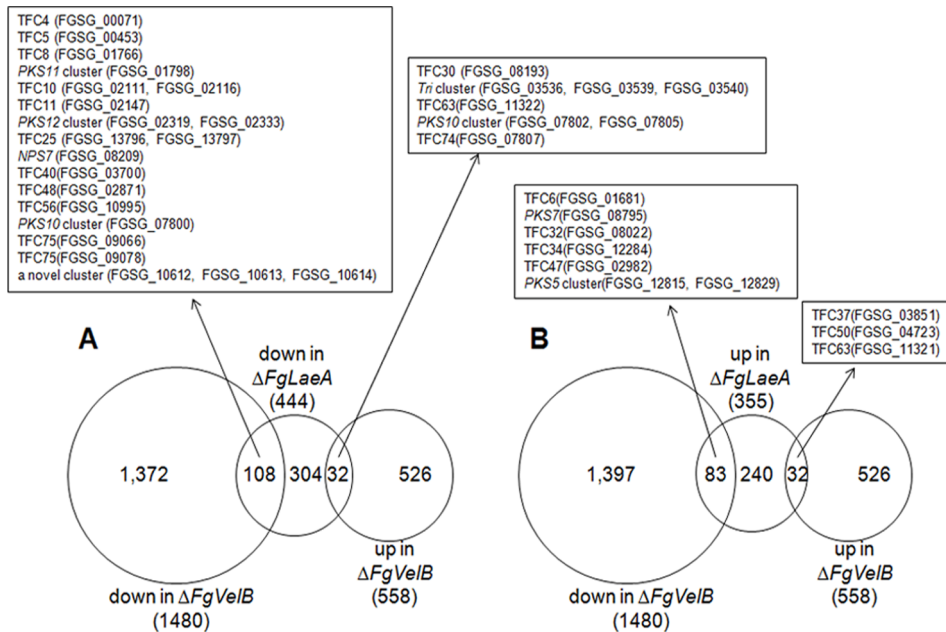 TFC4 (FGSG_00071)
TFC5 (FGSG_00453)
TFC8 (FGSG_01766)
PKS11 cluster (FGSG_01798)
TFC10 (FGSG_02111, FGSG_02116)
TFC11 (FGSG_02147)
PKS12 cluster (FGSG_02319, FGSG_02333)
TFC25 (FGSG_13796, FGSG_13797)
NPS7 (FGSG_08209)
TFC40(FGSG_03700)
TFC48(FGSG_02871)
TFC56(FGSG_10995)
PKS10 cluster (FGSG_07800)
TFC75(FGSG_09066)
TFC75(FGSG_09078)
a novel cluster (FGSG_10612, FGSG_10613, FGSG_10614)
TFC30 (FGSG_08193)
Tri cluster (FGSG_03536, FGSG_03539, FGSG_03540)
TFC63(FGSG_11322)
PKS10 cluster (FGSG_07802, FGSG_07805)
TFC74(FGSG_07807)
TFC6(FGSG_01681)
PKS7(FGSG_08795)
TFC32(FGSG_08022)
TFC34(FGSG_12284)
TFC47(FGSG_02982)
PKS5 cluster(FGSG_12815, FGSG_12829)
TFC37(FGSG_03851)
TFC50(FGSG_04723)
TFC63(FGSG_11321)
A
down in
ΔFgLaeA
(444)
1,372
108
304
32
526
down in ΔFgVelB
(1480)
up in
ΔFgVelB
(558)
B
up in
ΔFgLaeA
(355)
1,397
83
240
32
526
down in ΔFgVelB
(1480)
up in
ΔFgVelB
(558)